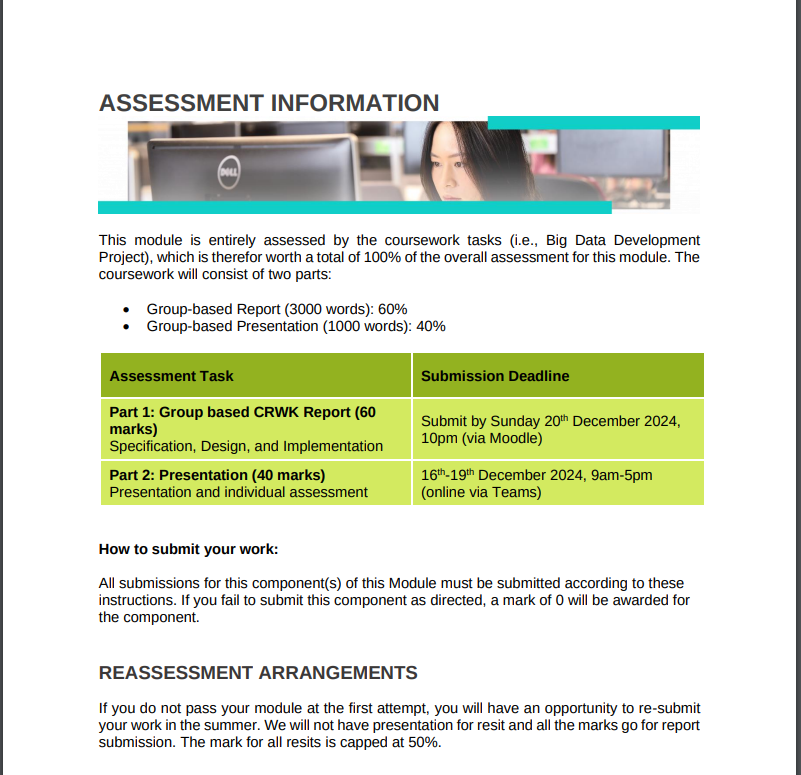 ASSESSMENT INFORMATION
DELL
This module is entirely assessed by the coursework tasks (i.e., Big Data Development
Project), which is therefor worth a total of 100% of the overall assessment for this module. The
coursework will consist of two parts:
• Group-based Report (3000 words): 60%
• Group-based Presentation (1000 words): 40%
Assessment Task
Submission Deadline
Part 1: Group based CRWK Report (60
marks)
Specification, Design, and Implementation
Submit by Sunday 20th December 2024,
10pm (via Moodle)
Part 2: Presentation (40 marks)
Presentation and individual assessment
16th-19th December 2024, 9am-5pm
(online via Teams)
How to submit your work:
All submissions for this component(s) of this Module must be submitted according to these
instructions. If you fail to submit this component as directed, a mark of 0 will be awarded for
the component.
REASSESSMENT ARRANGEMENTS
If you do not pass your module at the first attempt, you will have an opportunity to re-submit
your work in the summer. We will not have presentation for resit and all the marks go for report
submission. The mark for all resits is capped at 50%.